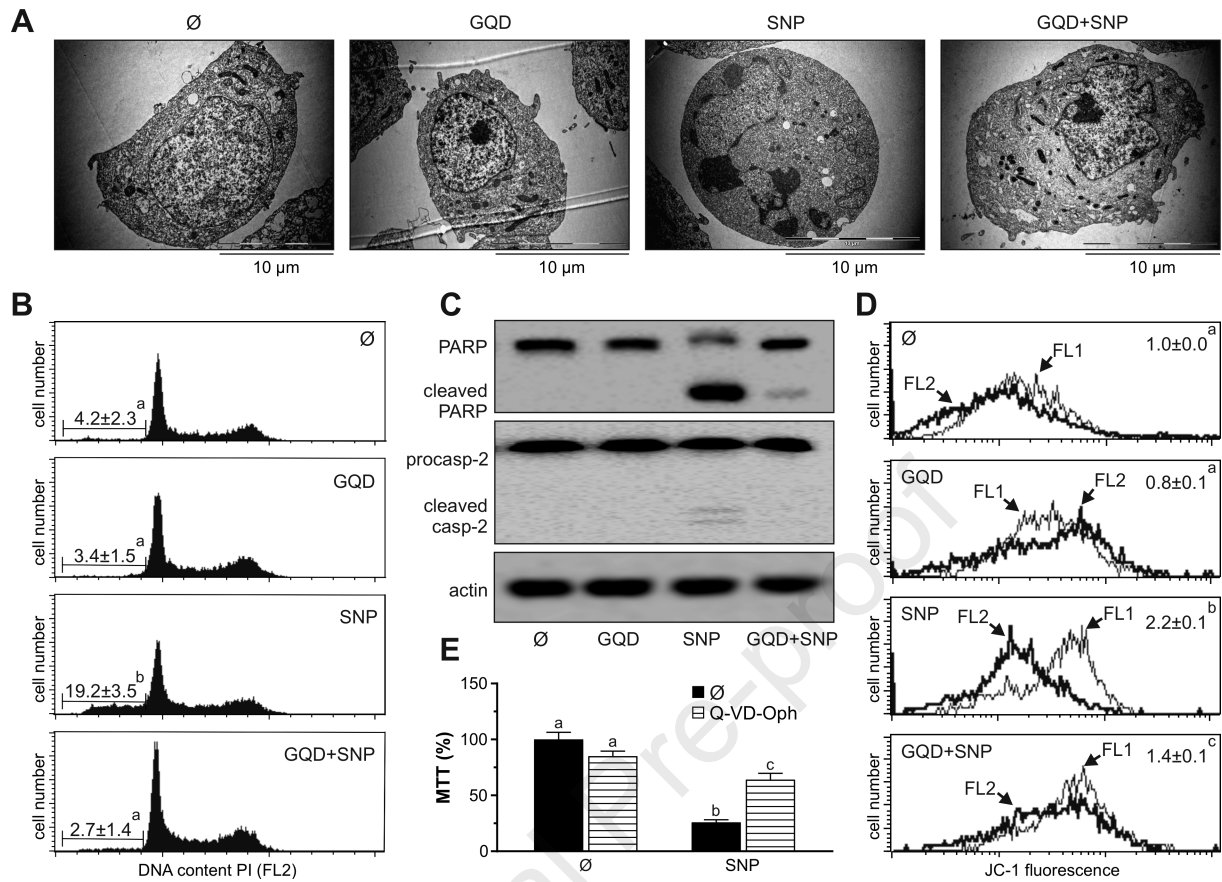 A
Ø
GQD
SNP
GQD+SNP
10 µm
10 µm
10 µm
10 µm
B
Ø
4.2±2.3 a
cell number
GQD
3.4±1.5 a
cell number
SNP
19.2±3.5 b
cell number
GQD+SNP
2.7±1.4 a
cell number
DNA content PI (FL2)
C
PARP
cleaved
PARP
procasp-2
cleaved
casp-2
actin
Ø GQD SNP GQD+SNP
D
Ø
1.0±0.0 a
FL1
FL2
cell number
GQD
0.8±0.1 a
FL1
FL2
cell number
SNP
2.2±0.1 b
FL2
FL1
cell number
GQD+SNP
1.4±0.1 c
FL1
FL2
cell number
JC-1 fluorescence
E
Ø
Q-VD-Oph
MTT (%)
150
100
50
0
a
a
b
c
Ø
SNP
Pre-proof